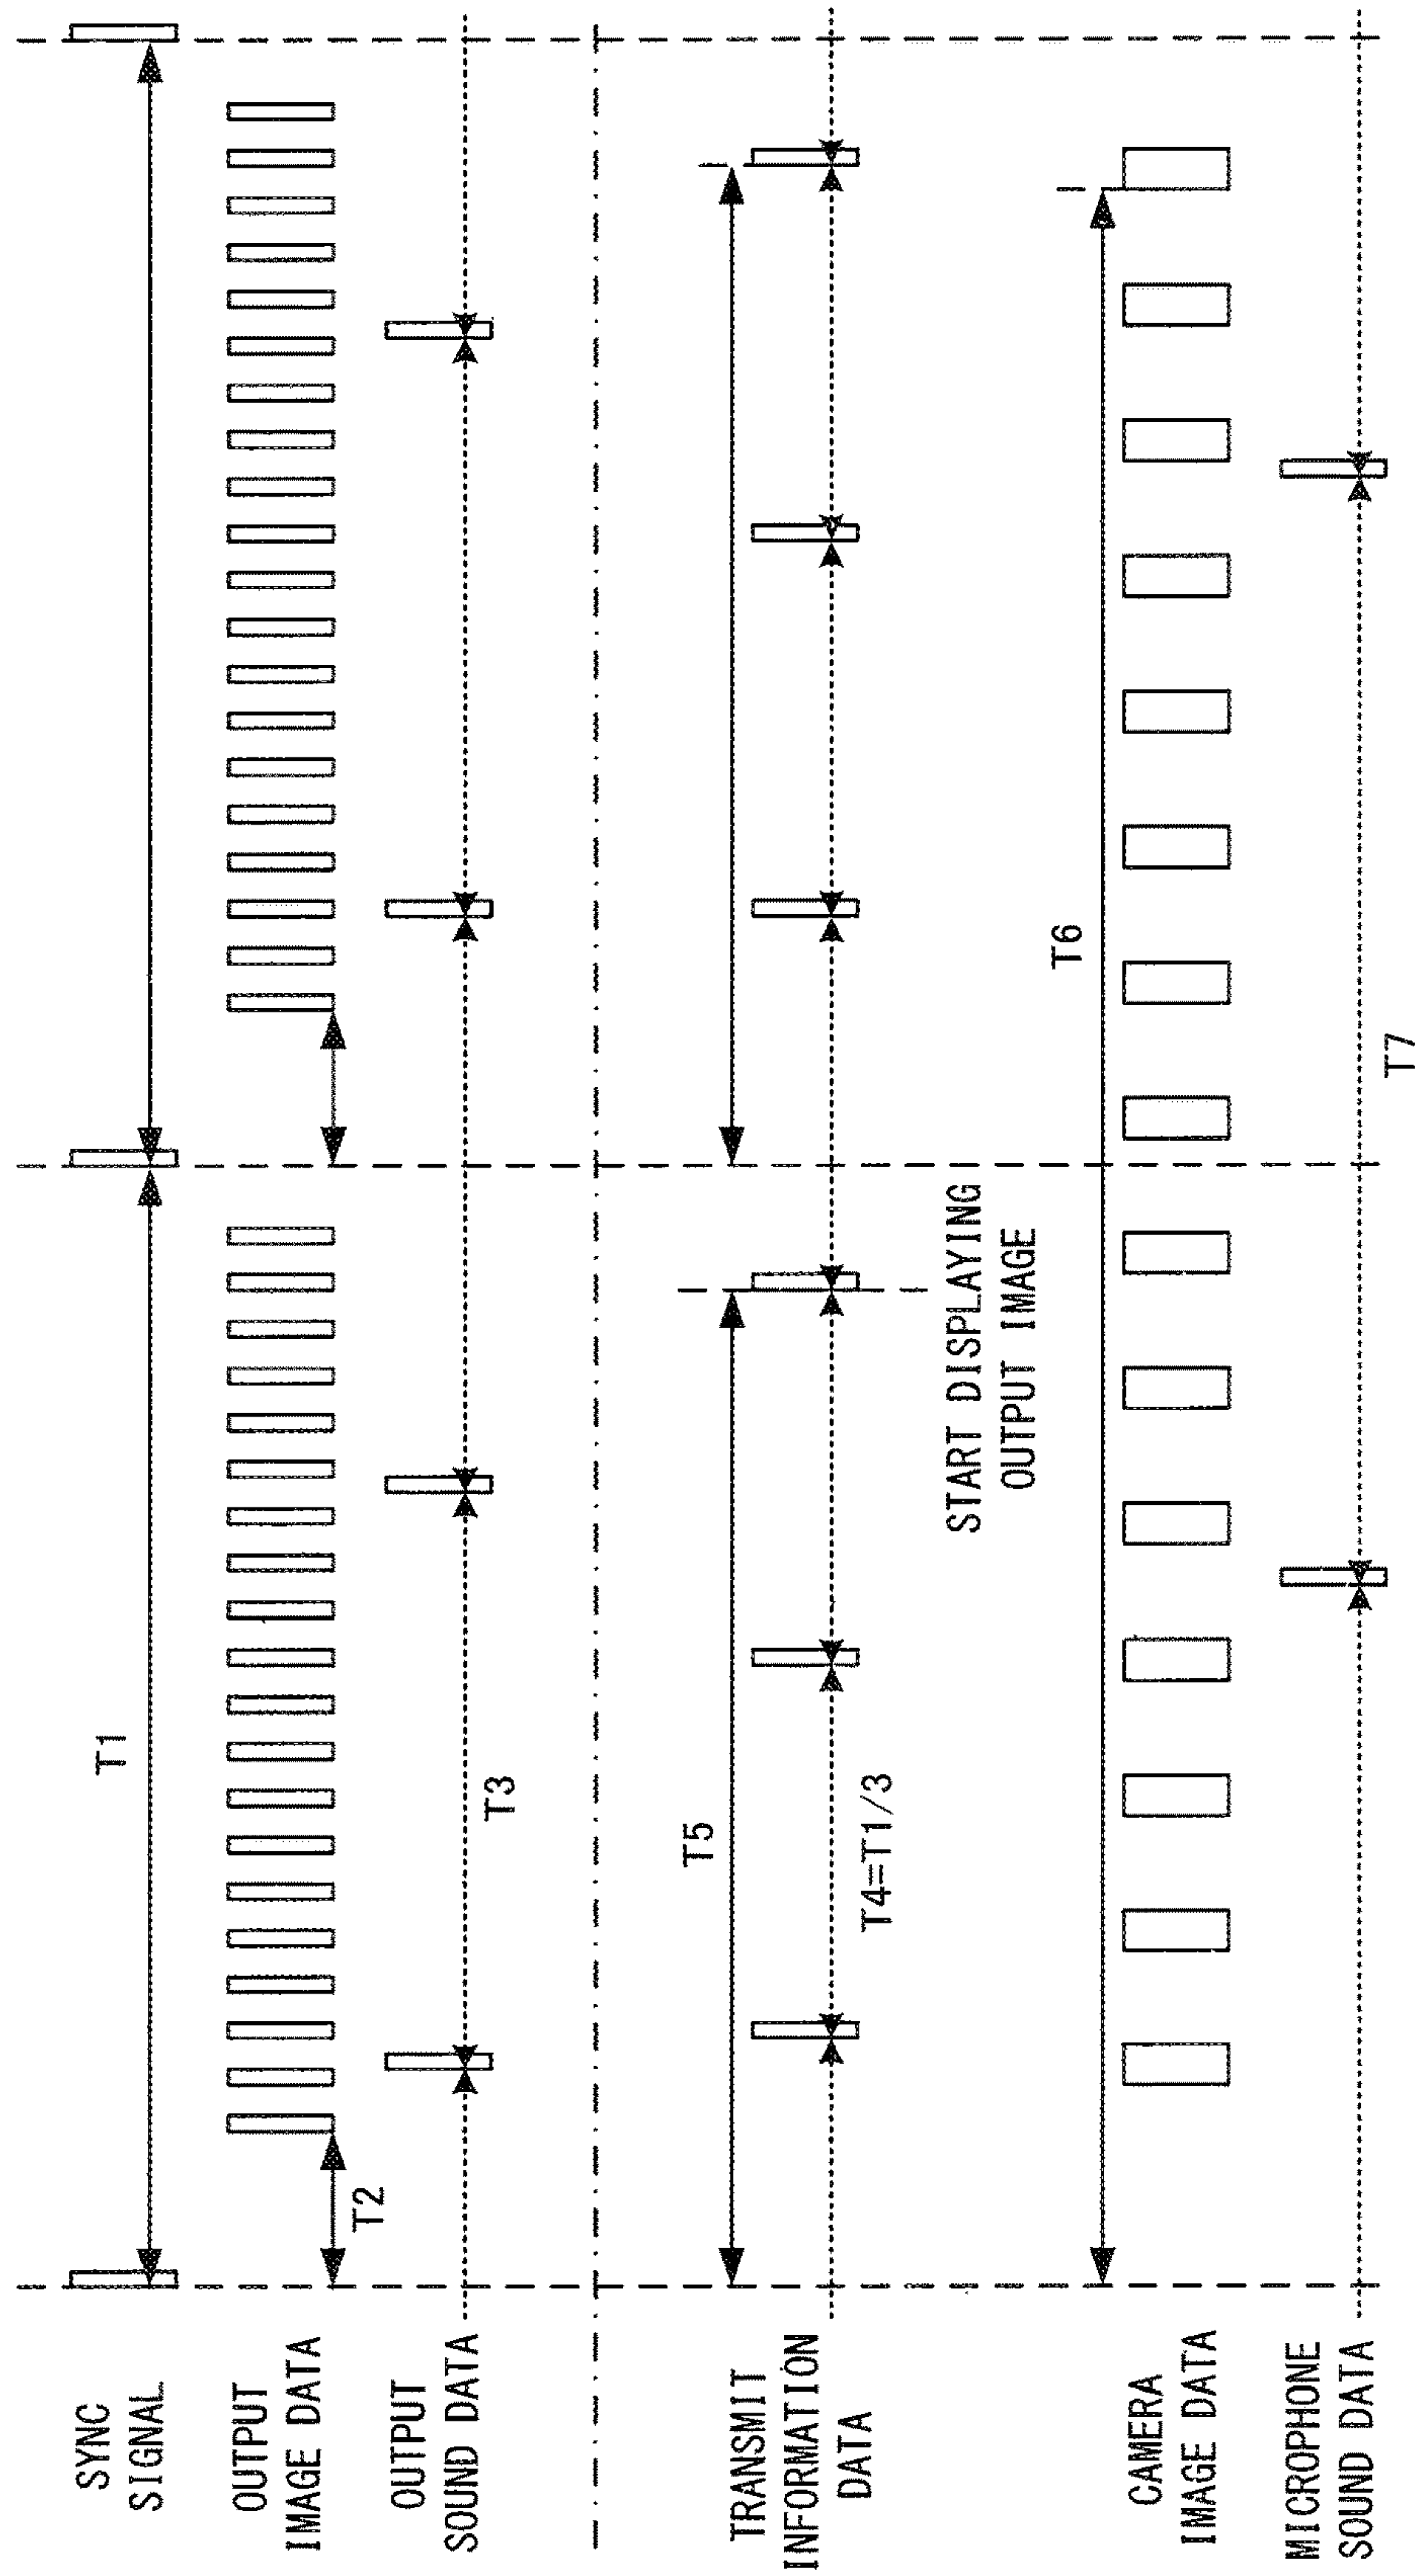 SYNC
SIGNAL
OUTPUT
IMAGE DATA
OUTPUT
SOUND DATA
TRANSMIT
INFORMATION
DATA
CAMERA
IMAGE DATA
MICROPHONE
SOUND DATA
T1
T2
T3
T5
T4=T1/3
START DISPLAYING
OUTPUT IMAGE
T6
T7